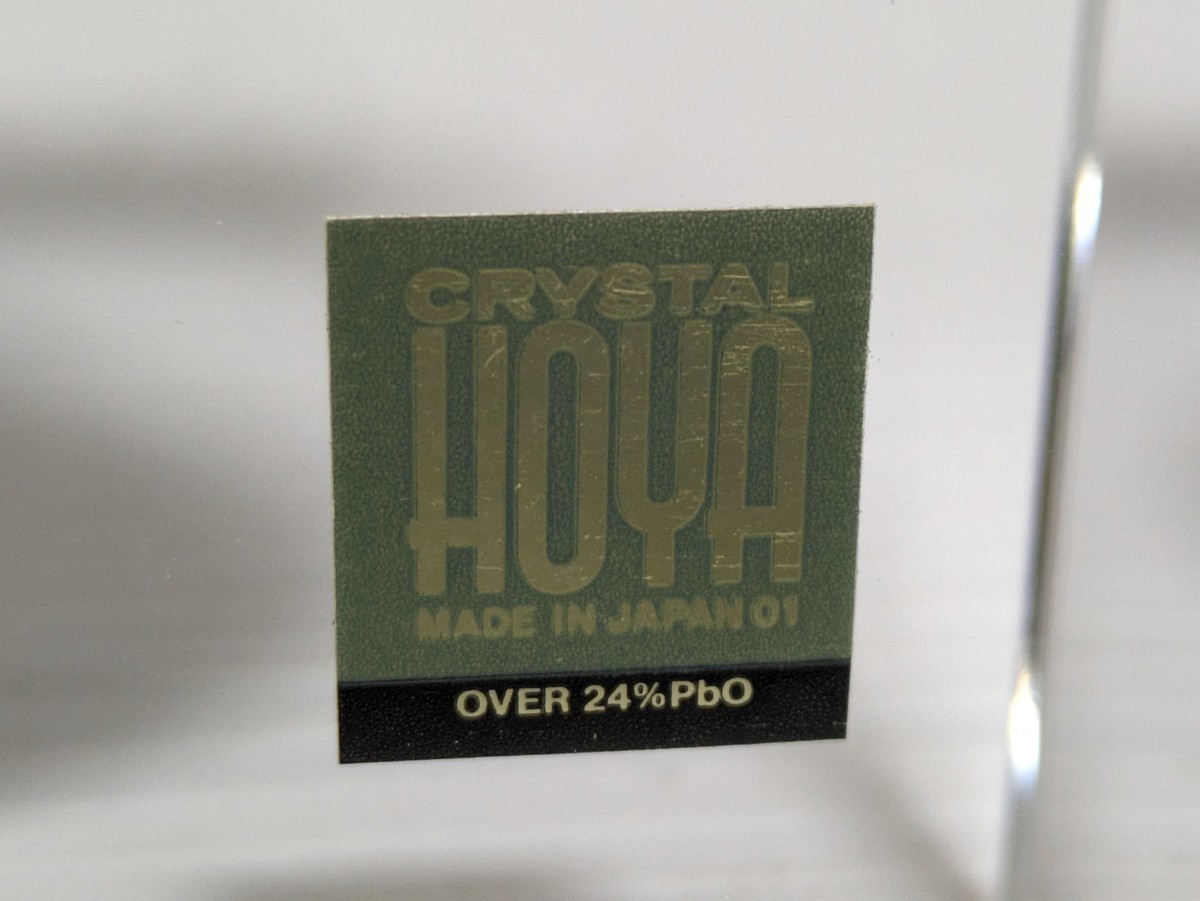 CRYSTAL
HOYA
MADE IN JAPAN 01
OVER 24%PbO